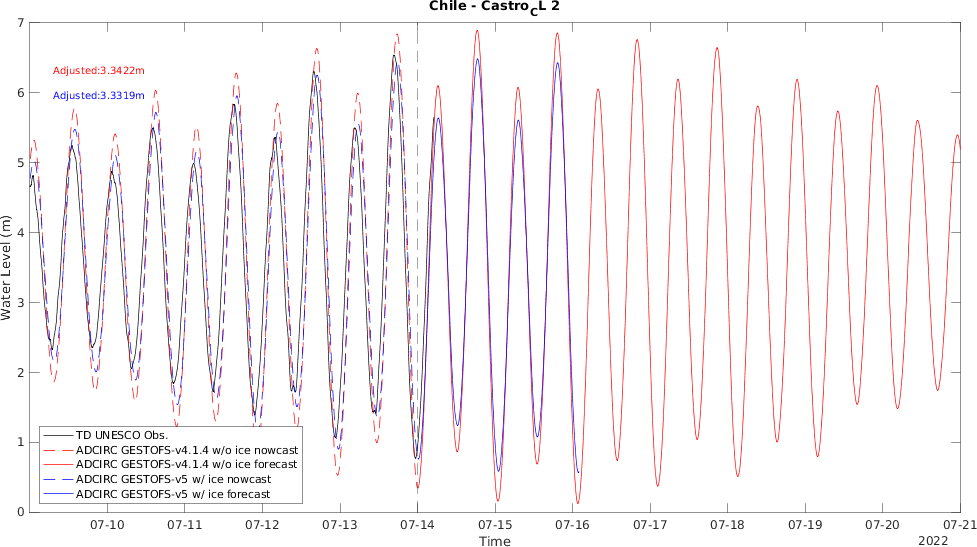 Chile - Castro_CL 2
7
6
5
4
3
2
1
0
Water Level (m)
Adjusted:3.3422m
Adjusted:3.3319m
TD UNESCO Obs.
ADCIRC GESTOFS-v4.1.4 w/o ice nowcast
ADCIRC GESTOFS-v4.1.4 w/o ice forecast
ADCIRC GESTOFS-v5 w/ ice nowcast
ADCIRC GESTOFS-v5 w/ ice forecast
07-10 07-11 07-12 07-13 07-14 07-15 07-16 07-17 07-18 07-19 07-20 07-21
Time
2022